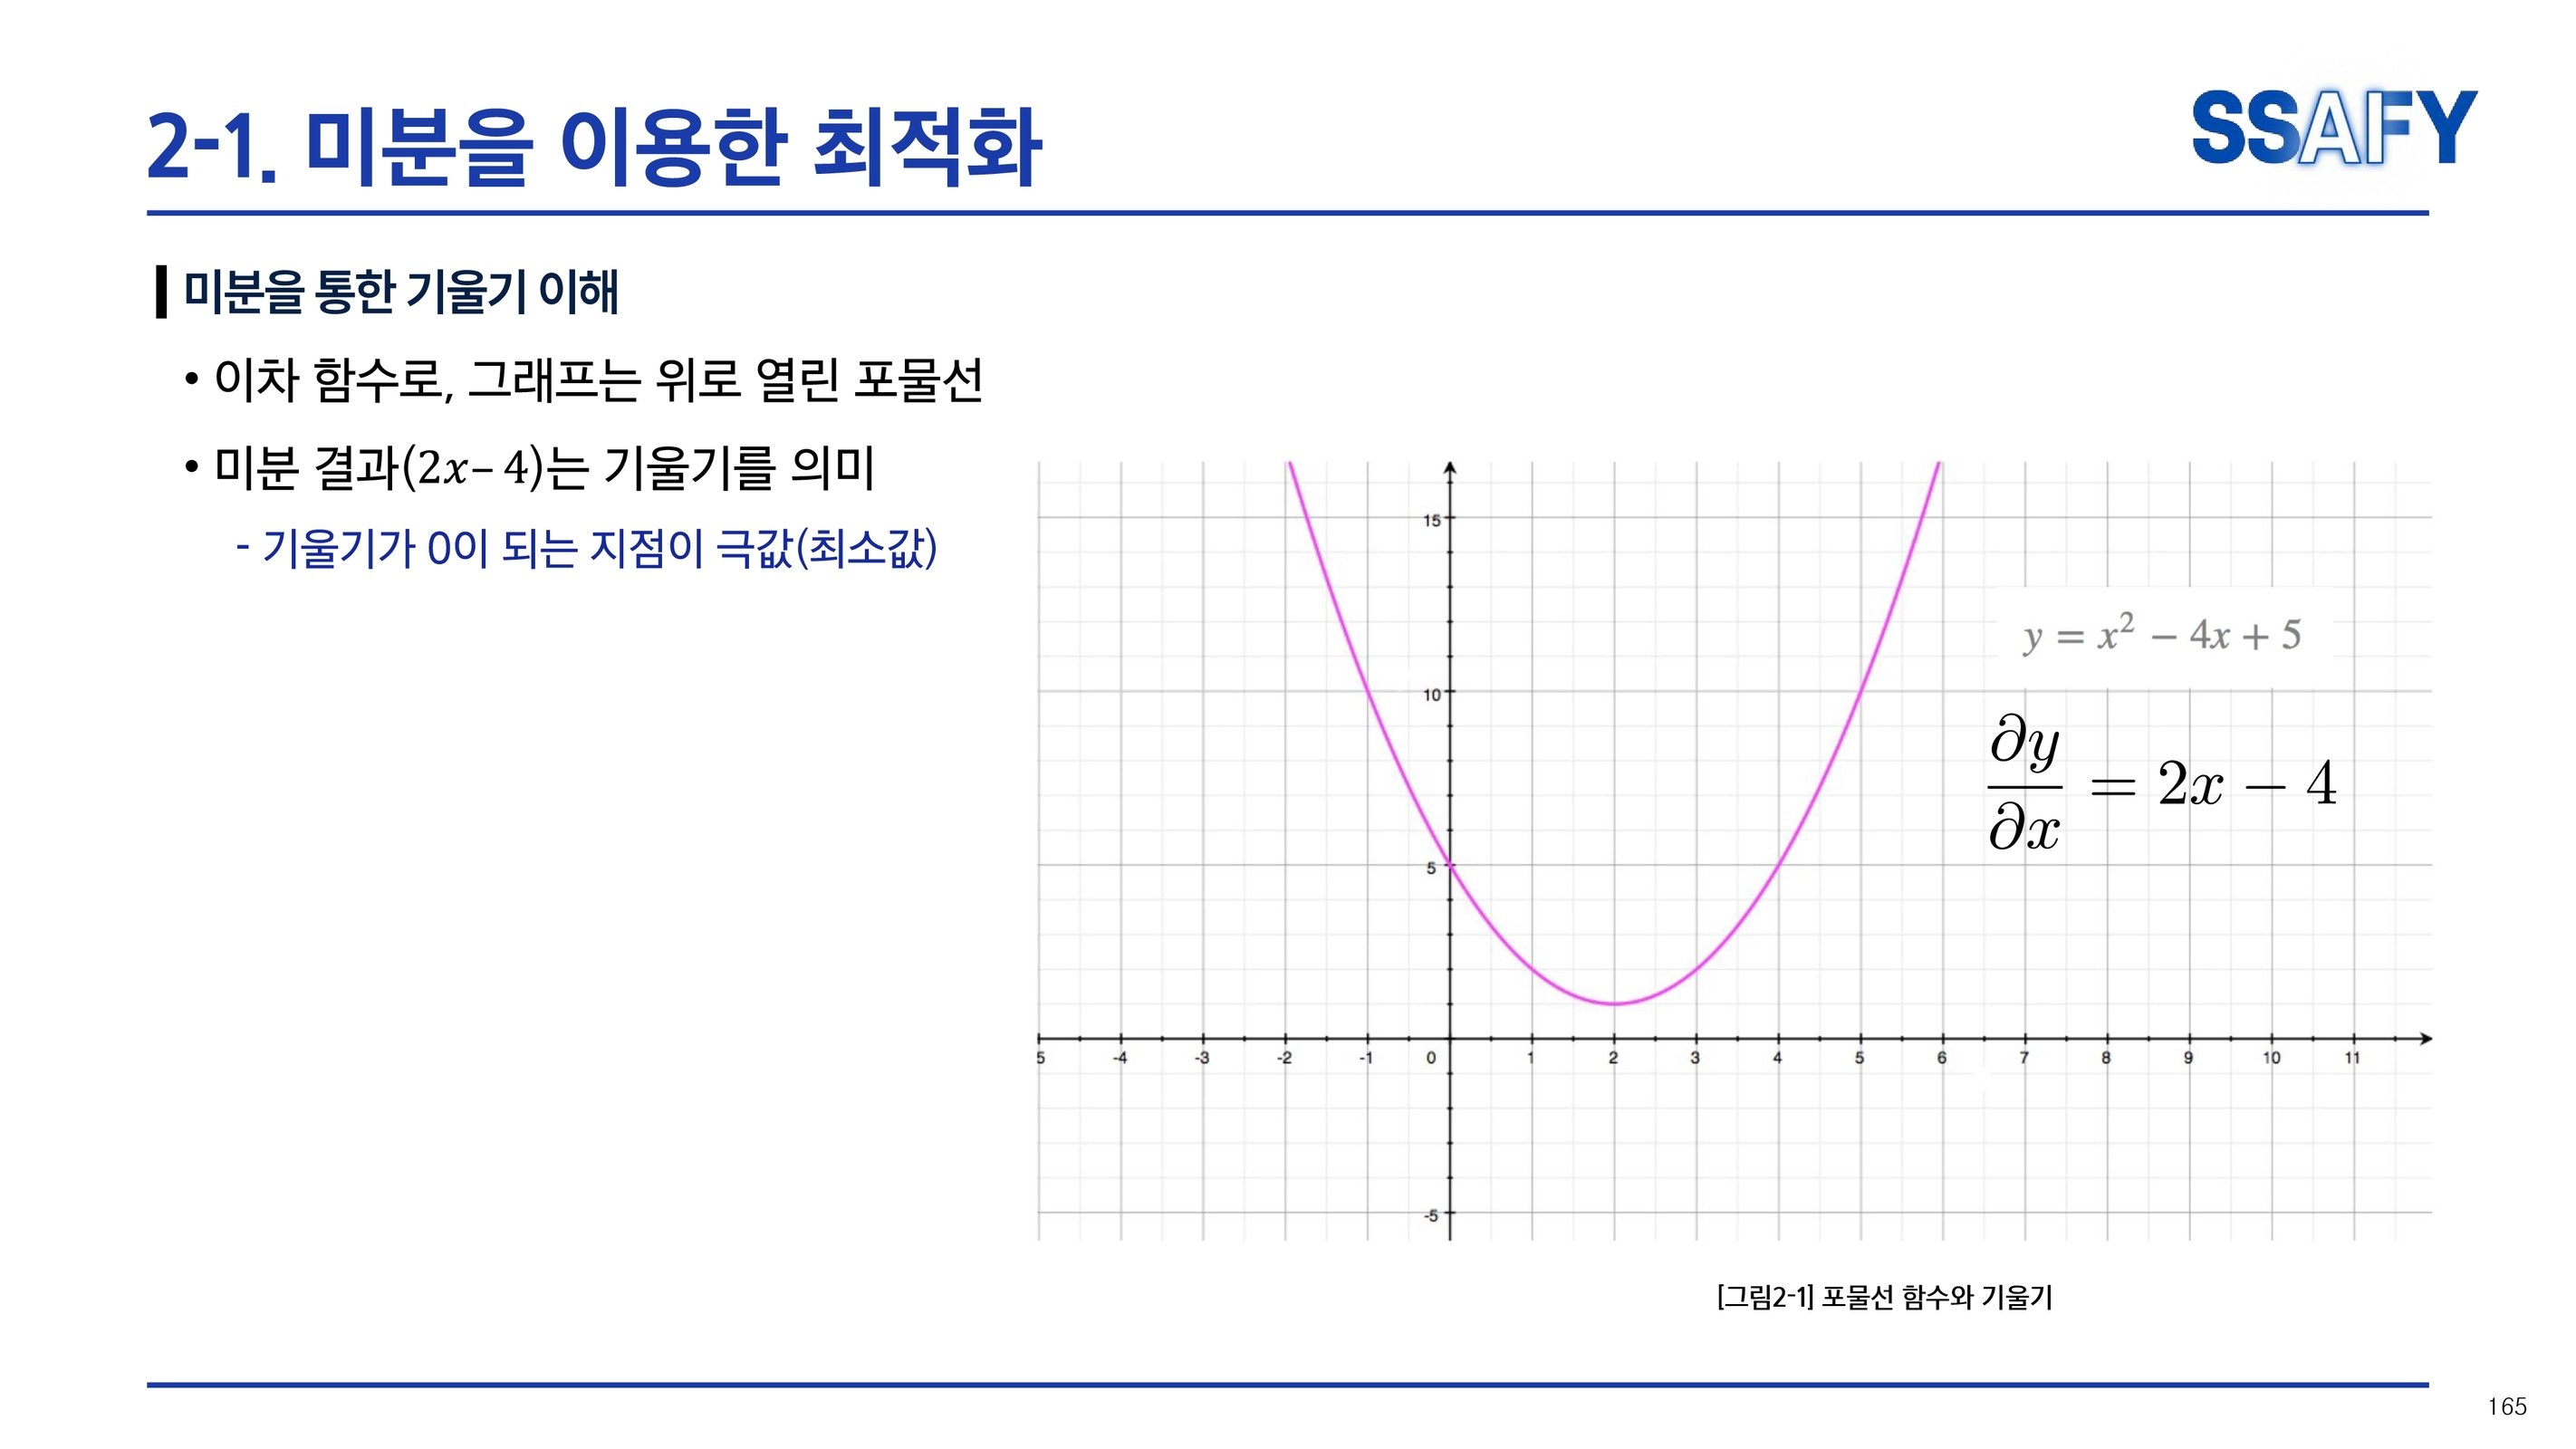 2-1. 미분을 이용한 최적화
SSAFY
미분을 통한 기울기 이해
• 이차 함수로, 그래프는 위로 열린 포물선
• 미분 결과(2x– 4)는 기울기를 의미
- 기울기가 0이 되는 지점이 극값(최소값)
15
10
5
-5
5 -4 -3 -2 -1 0 1 2 3 4 5 6 7 8 9 10 11
y = x² − 4x + 5
∂y/∂x = 2x − 4
[그림2-1] 포물선 함수와 기울기
165